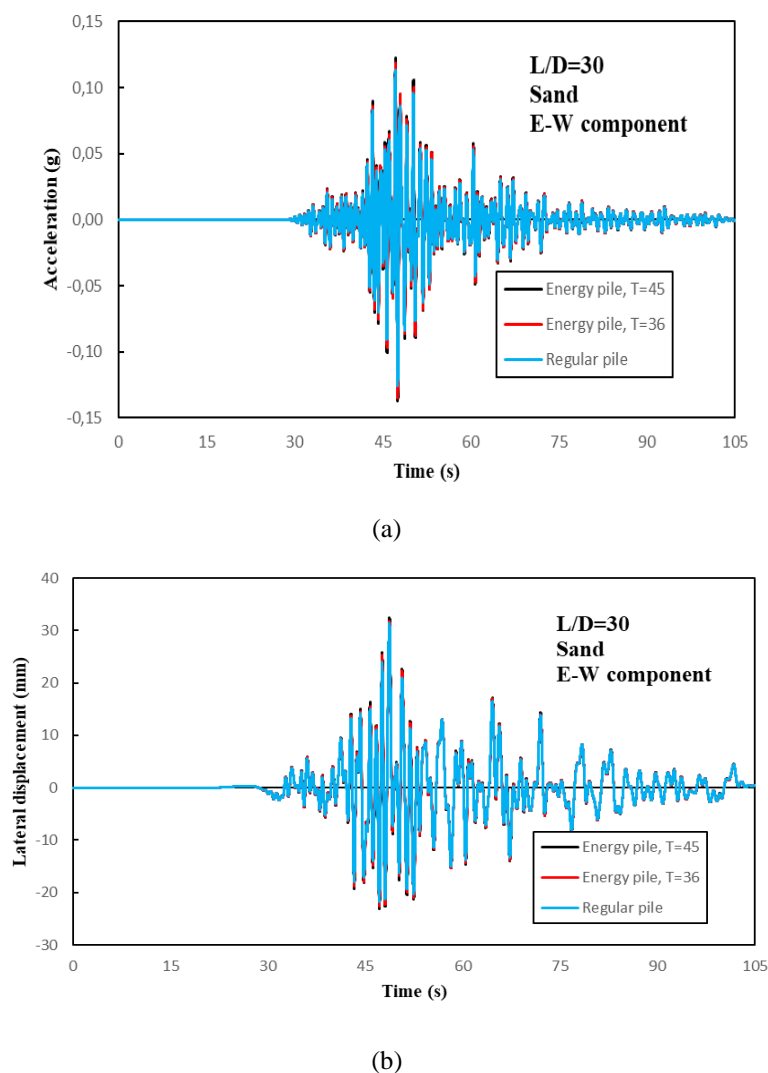 0,15
0,10
0,05
0,00
-0,05
-0,10
-0,15
Acceleration (g)
L/D=30
Sand
E-W component
Energy pile, T=45
Energy pile, T=36
Regular pile
0 15 30 45 60 75 90 105
Time (s)
(a)
40
30
20
10
0
-10
-20
-30
Lateral displacement (mm)
L/D=30
Sand
E-W component
Energy pile, T=45
Energy pile, T=36
Regular pile
0 15 30 45 60 75 90 105
Time (s)
(b)